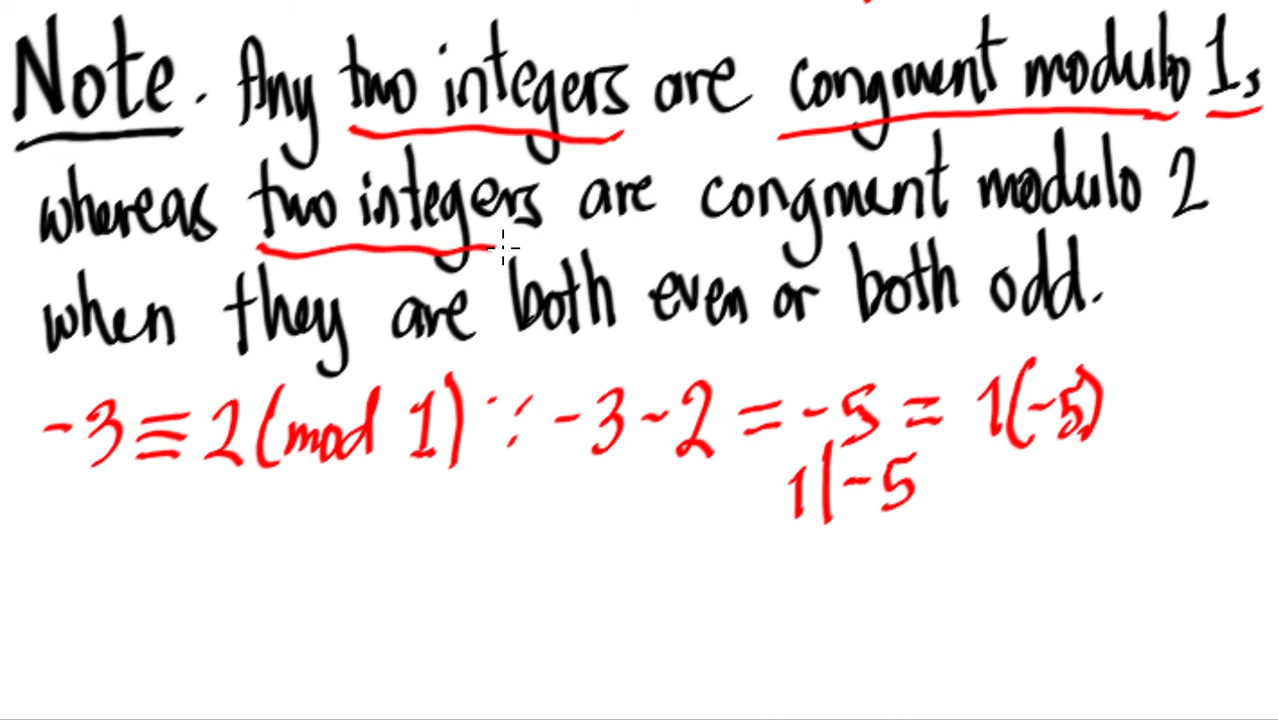 Note. Any two integers are congruent modulo 1,
whereas two integers are congruent modulo 2
when they are both even or both odd.
-3 ≡ 2 (mod 1) ∵ -3 - 2 = -5 = 1(-5)
1 | -5